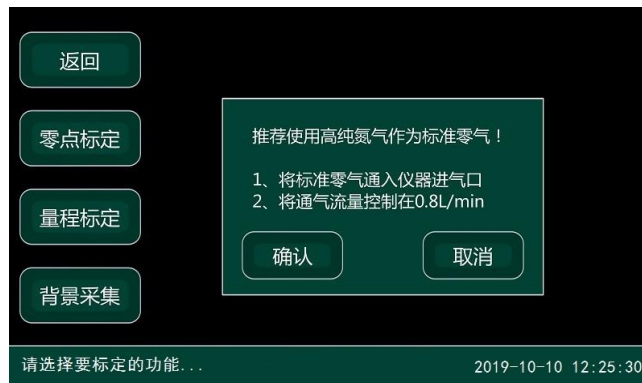 返回
零点标定
量程标定
背景采集
推荐使用高纯氮气作为标准零气！
1、将标准零气通入仪器进气口
2、将通气流量控制在0.8L/min
确认
取消
请选择要标定的功能...
2019-10-10 12:25:30